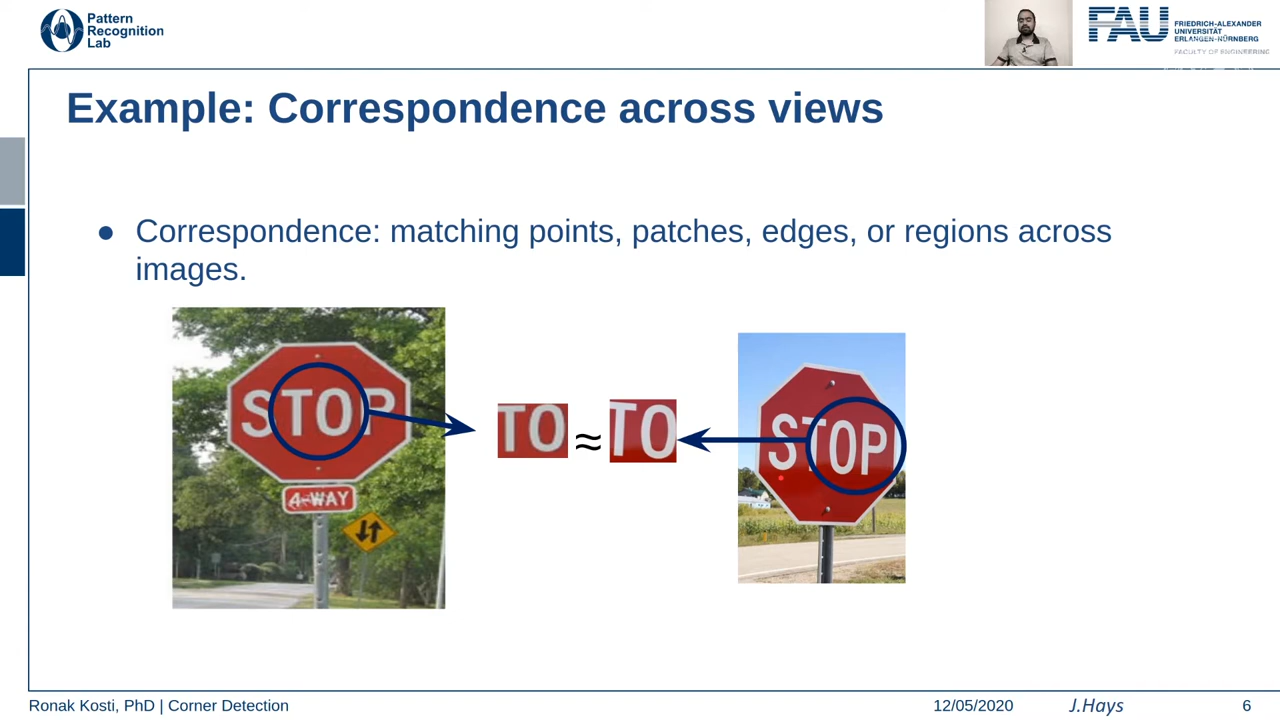 Pattern
Recognition
Lab
FAU
FRIEDRICH-ALEXANDER
UNIVERSITÄT
ERLANGEN-NÜRNBERG
FACULTY OF ENGINEERING
Example: Correspondence across views
● Correspondence: matching points, patches, edges, or regions across
images.
STOP
4-WAY
TO ≈ TO
STOP
Ronak Kosti, PhD | Corner Detection
12/05/2020
J.Hays
6